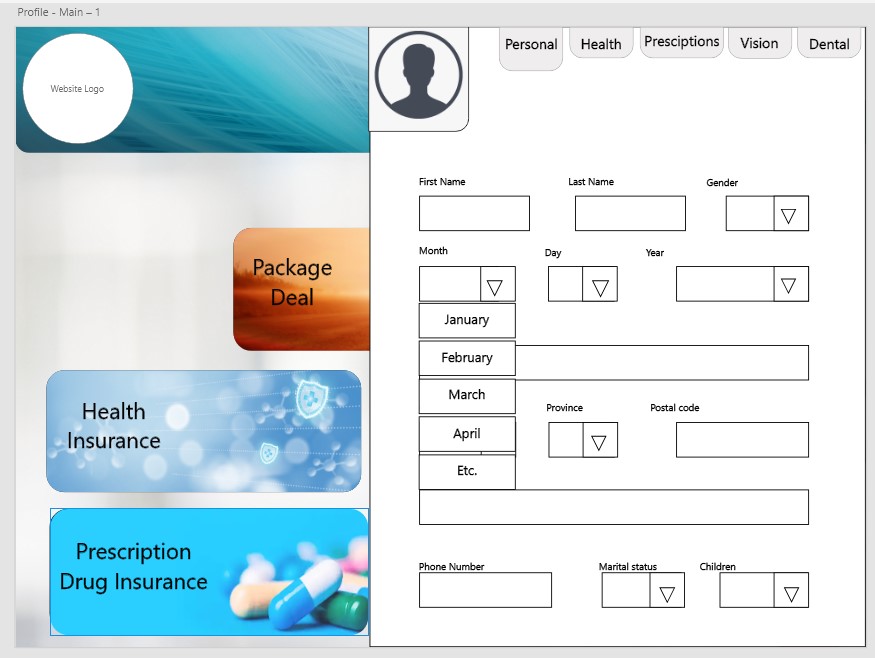 Profile - Main – 1
Website Logo
Personal
Health
Presciptions
Vision
Dental
Package
Deal
Health
Insurance
Prescription
Drug Insurance
First Name
Last Name
Gender
Month
Day
Year
January
February
March
April
Etc.
Province
Postal code
Phone Number
Marital status
Children